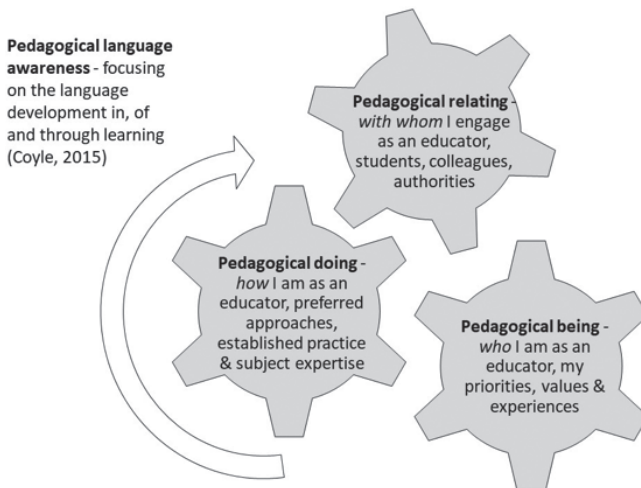 Pedagogical language
awareness - focusing
on the language
development in, of
and through learning
(Coyle, 2015)
Pedagogical relating -
with whom I engage
as an educator,
students, colleagues,
authorities
Pedagogical doing -
how I am as an
educator, preferred
approaches,
established practice
& subject expertise
Pedagogical being -
who I am as an
educator, my
priorities, values &
experiences